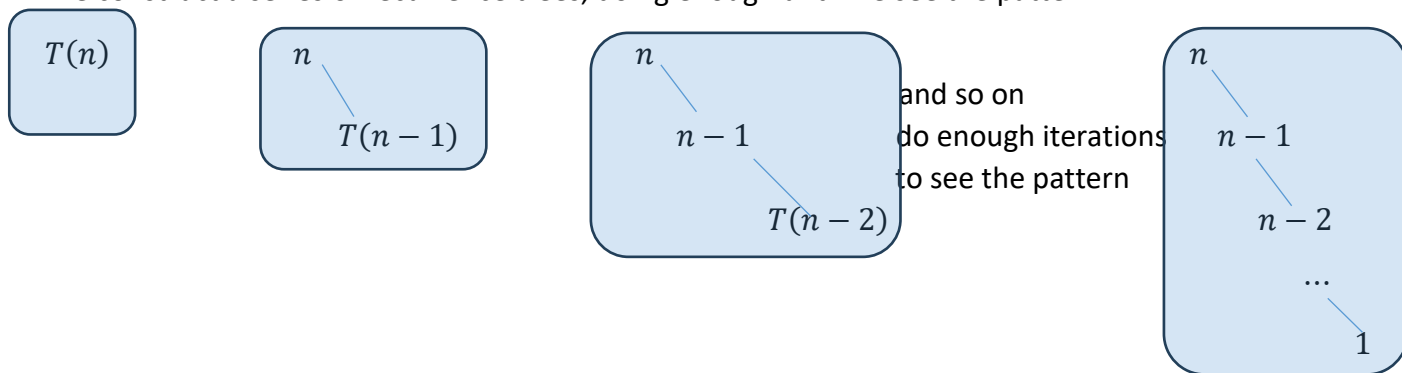 T(n)
n
T(n − 1)
n
n − 1
T(n − 2)
and so on
do enough iterations
to see the pattern
n
n − 1
n − 2
...
1